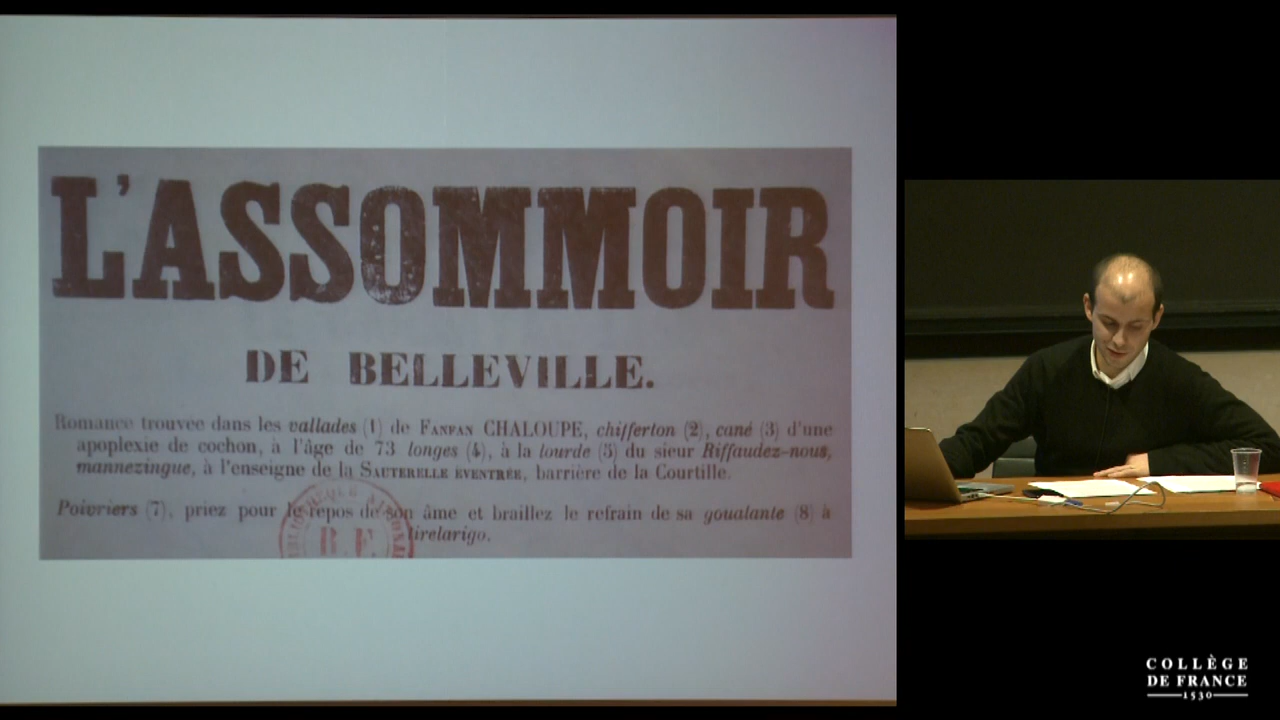 L'ASSOMMOIR
DE BELLEVILLE.
Romance trouvée dans les vallades (1) de FANFAN CHALOUPE, chifferton (2), cané (3) d'une
apoplexie de cochon, à l'âge de 73 longes (4), à la lourde (5) du sieur Riffaudez-nous,
mannezingue, à l'enseigne de la SAUTERELLE ÉVENTRÉE, barrière de la Courtille.
Poivriers (7), priez pour le repos de son âme et braillez le refrain de sa goualante (8) à
tirelarigo.
COLLÈGE
DE FRANCE
1530